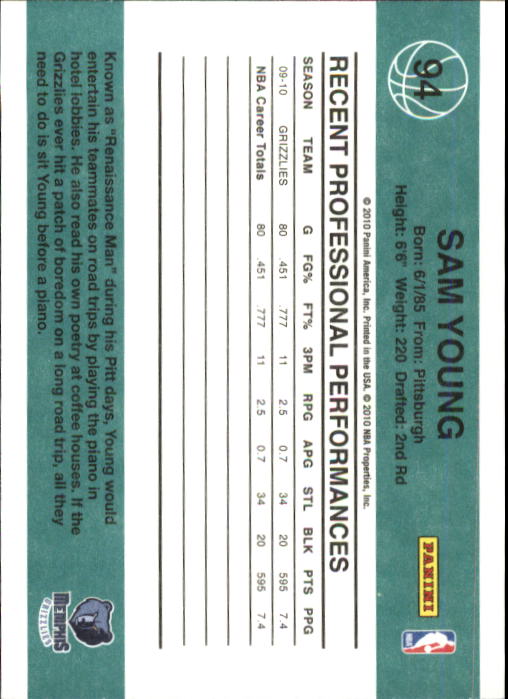 94
SAM YOUNG
Born: 6/1/85 From: Pittsburgh
Height: 6'6" Weight: 220 Drafted: 2nd Rd
PANINI
NBA
© 2010 Panini America, Inc. Printed in the USA. © 2010 NBA Properties, Inc.
RECENT PROFESSIONAL PERFORMANCES
SEASON TEAM G FG% FT% 3PM RPG APG STL BLK PTS PPG
09-10 GRIZZLIES 80 .451 .777 11 2.5 0.7 34 20 595 7.4
NBA Career Totals 80 .451 .777 11 2.5 0.7 34 20 595 7.4
Known as "Renaissance Man" during his Pitt days, Young would
entertain his teammates on road trips by playing the piano in
hotel lobbies. He also read his own poetry at coffee houses. If the
Grizzlies ever hit a patch of boredom on a long road trip, all they
need to do is sit Young before a piano.
MEMPHIS
GRIZZLIES